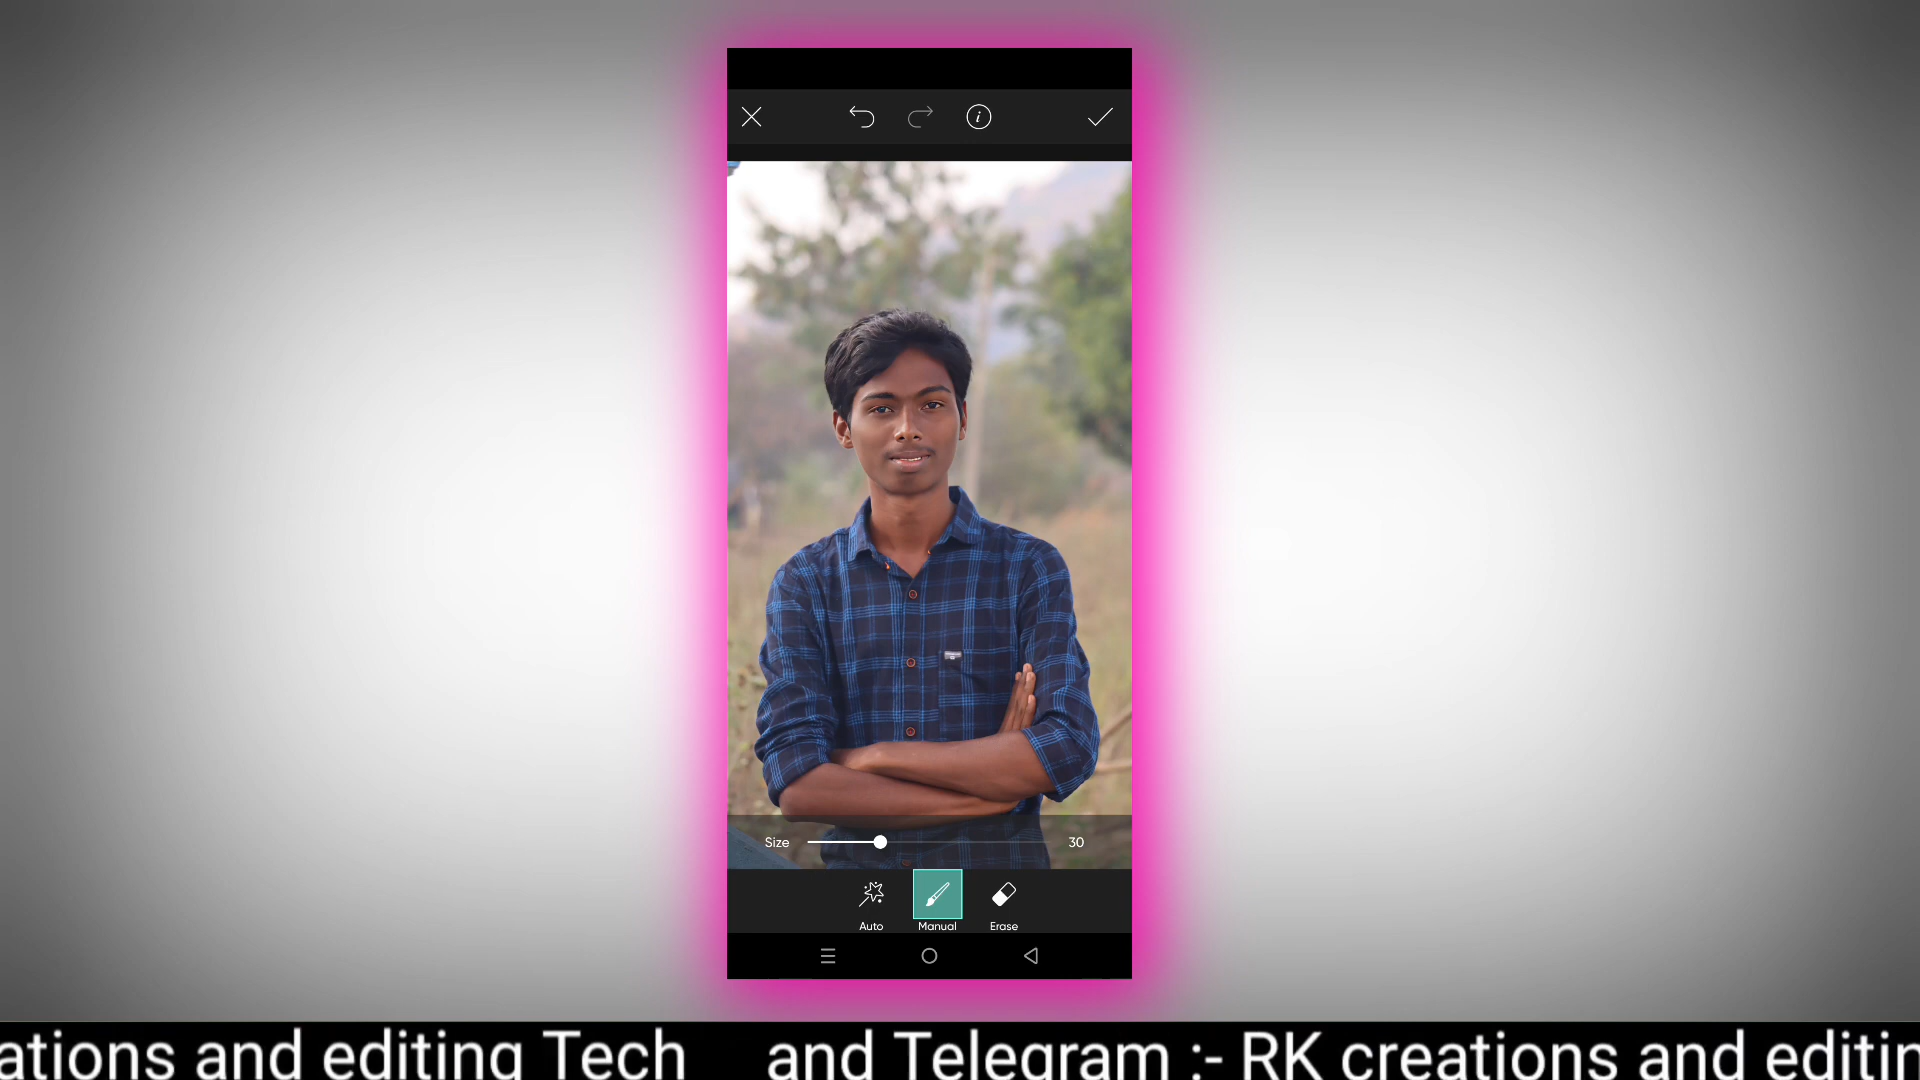 Size 30
Auto Manual Erase
ations and editing Tech and Telegram :- RK creations and editin